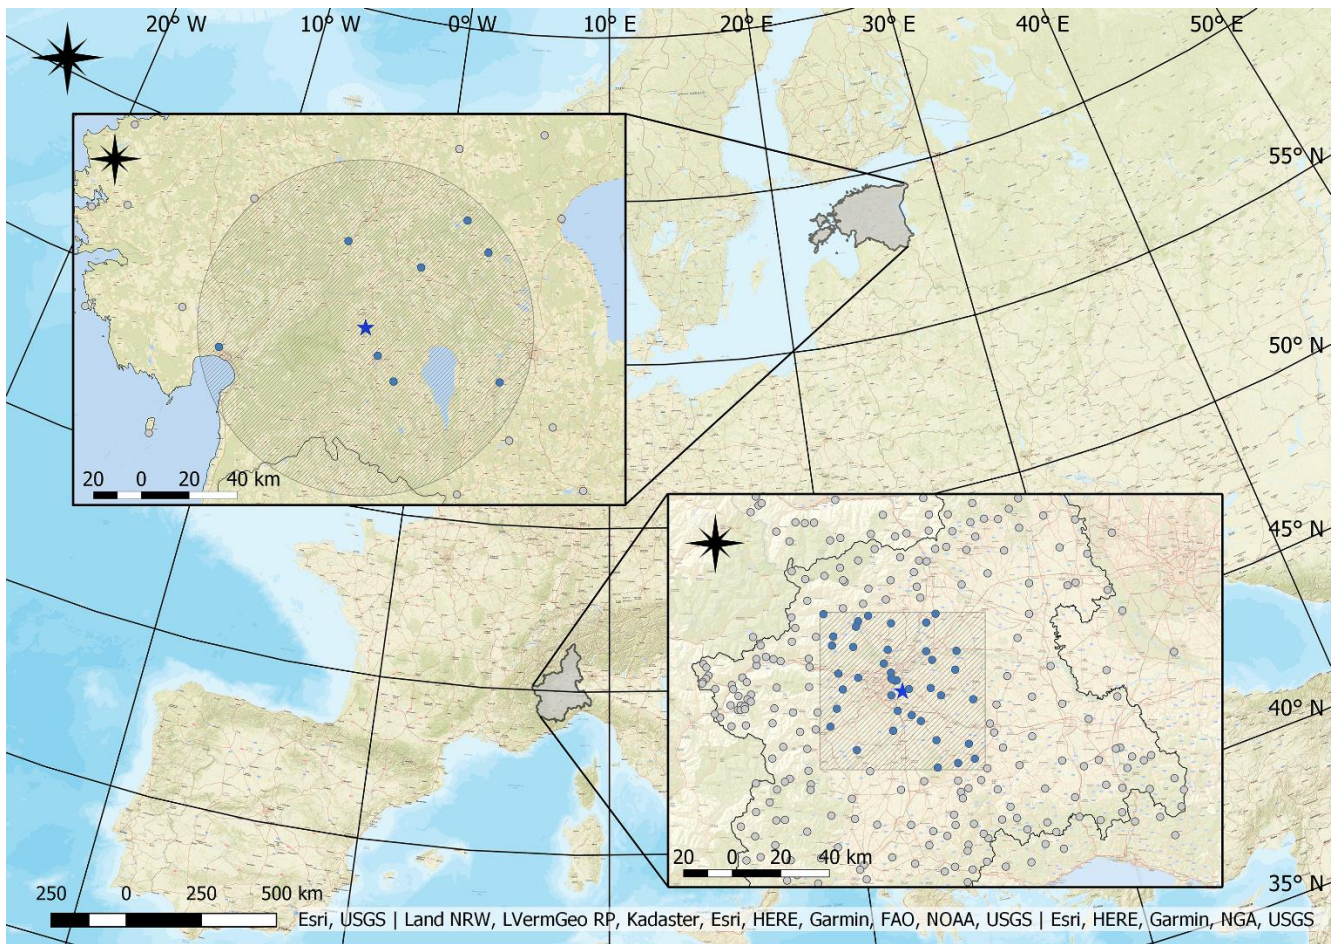 20° W 10° W 0° W 10° E 20° E 30° E 40° E 50° E
55° N
50° N
45° N
40° N
35° N
20 0 20 40 km
20 0 20 40 km
250 0 250 500 km
Esri, USGS | Land NRW, LVermGeo RP, Kadaster, Esri, HERE, Garmin, FAO, NOAA, USGS | Esri, HERE, Garmin, NGA, USGS